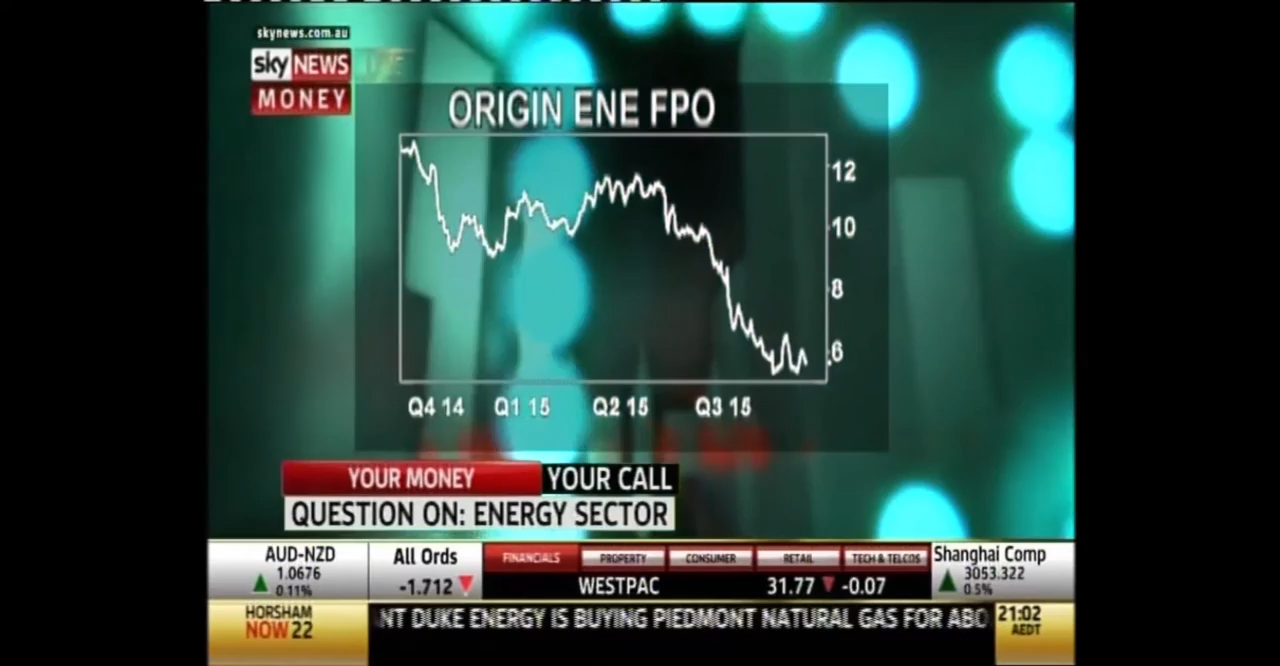 skynews.com.au
sky NEWS LIVE
MONEY
ORIGIN ENE FPO
12
10
8
6
Q4 14 Q1 15 Q2 15 Q3 15
YOUR MONEY YOUR CALL
QUESTION ON: ENERGY SECTOR
AUD-NZD
1.0676
0.11%
All Ords
-1.712
FINANCIALS PROPERTY CONSUMER RETAIL TECH & TELCOS
WESTPAC 31.77 -0.07
Shanghai Comp
3053.322
0.5%
HORSHAM
NOW 22
NT DUKE ENERGY IS BUYING PIEDMONT NATURAL GAS FOR ABO
21:02
AEDT